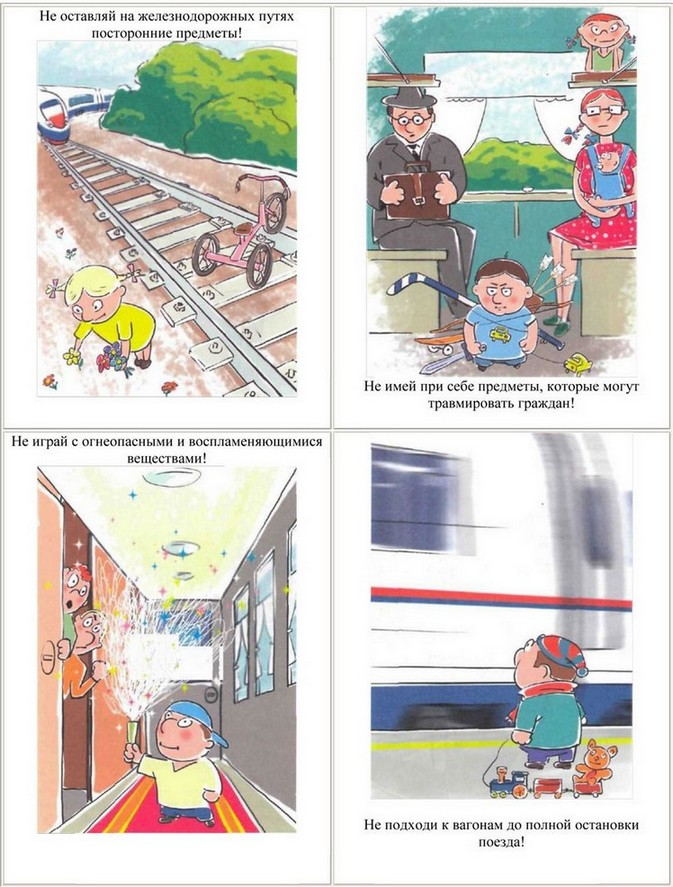 Не оставляй на железнодорожных путях
посторонние предметы!
Не имей при себе предметы, которые могут
травмировать граждан!
Не играй с огнеопасными и воспламеняющимися
веществами!
Не подходи к вагонам до полной остановки
поезда!